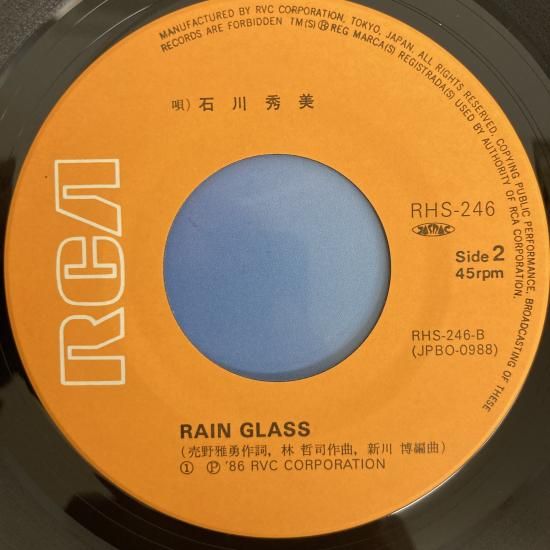 MANUFACTURED BY RVC CORPORATION, TOKYO, JAPAN. ALL RIGHTS RESERVED. COPYING PUBLIC PERFORMANCE, BROADCASTING OF THESE
RECORDS ARE FORBIDDEN TM(S)®REG MARCA(S) REGISTRADA(S) USED BY AUTHORITY OF RCA CORPORATION.
唄) 石川秀美
RCA
RHS-246
JASRAC
Side 2
45rpm
RHS-246-B
(JPBO-0988)
RAIN GLASS
(売野雅勇作詞, 林 哲司作曲, 新川 博編曲)
① Ⓟ '86 RVC CORPORATION